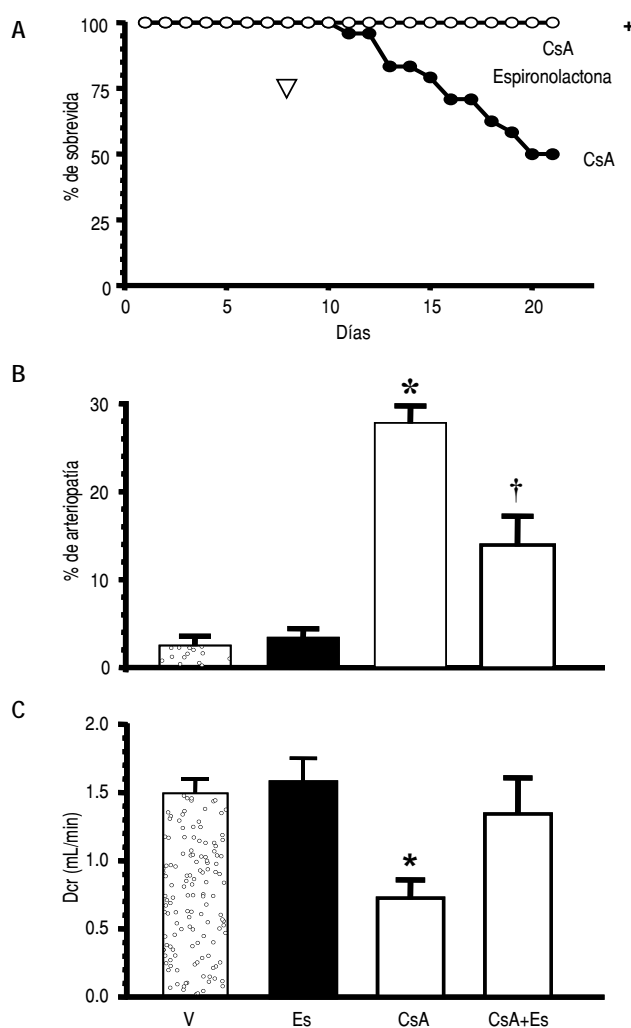 A
% de sobrevida
100
75
50
25
0
+
CsA
Espironolactona
CsA
0 5 10 15 20
Días
B
% de arteriopatía
30
20
10
0
*
†
C
Dcr (mL/min)
2.0
1.5
1.0
0.5
0.0
*
V Es CsA CsA+Es